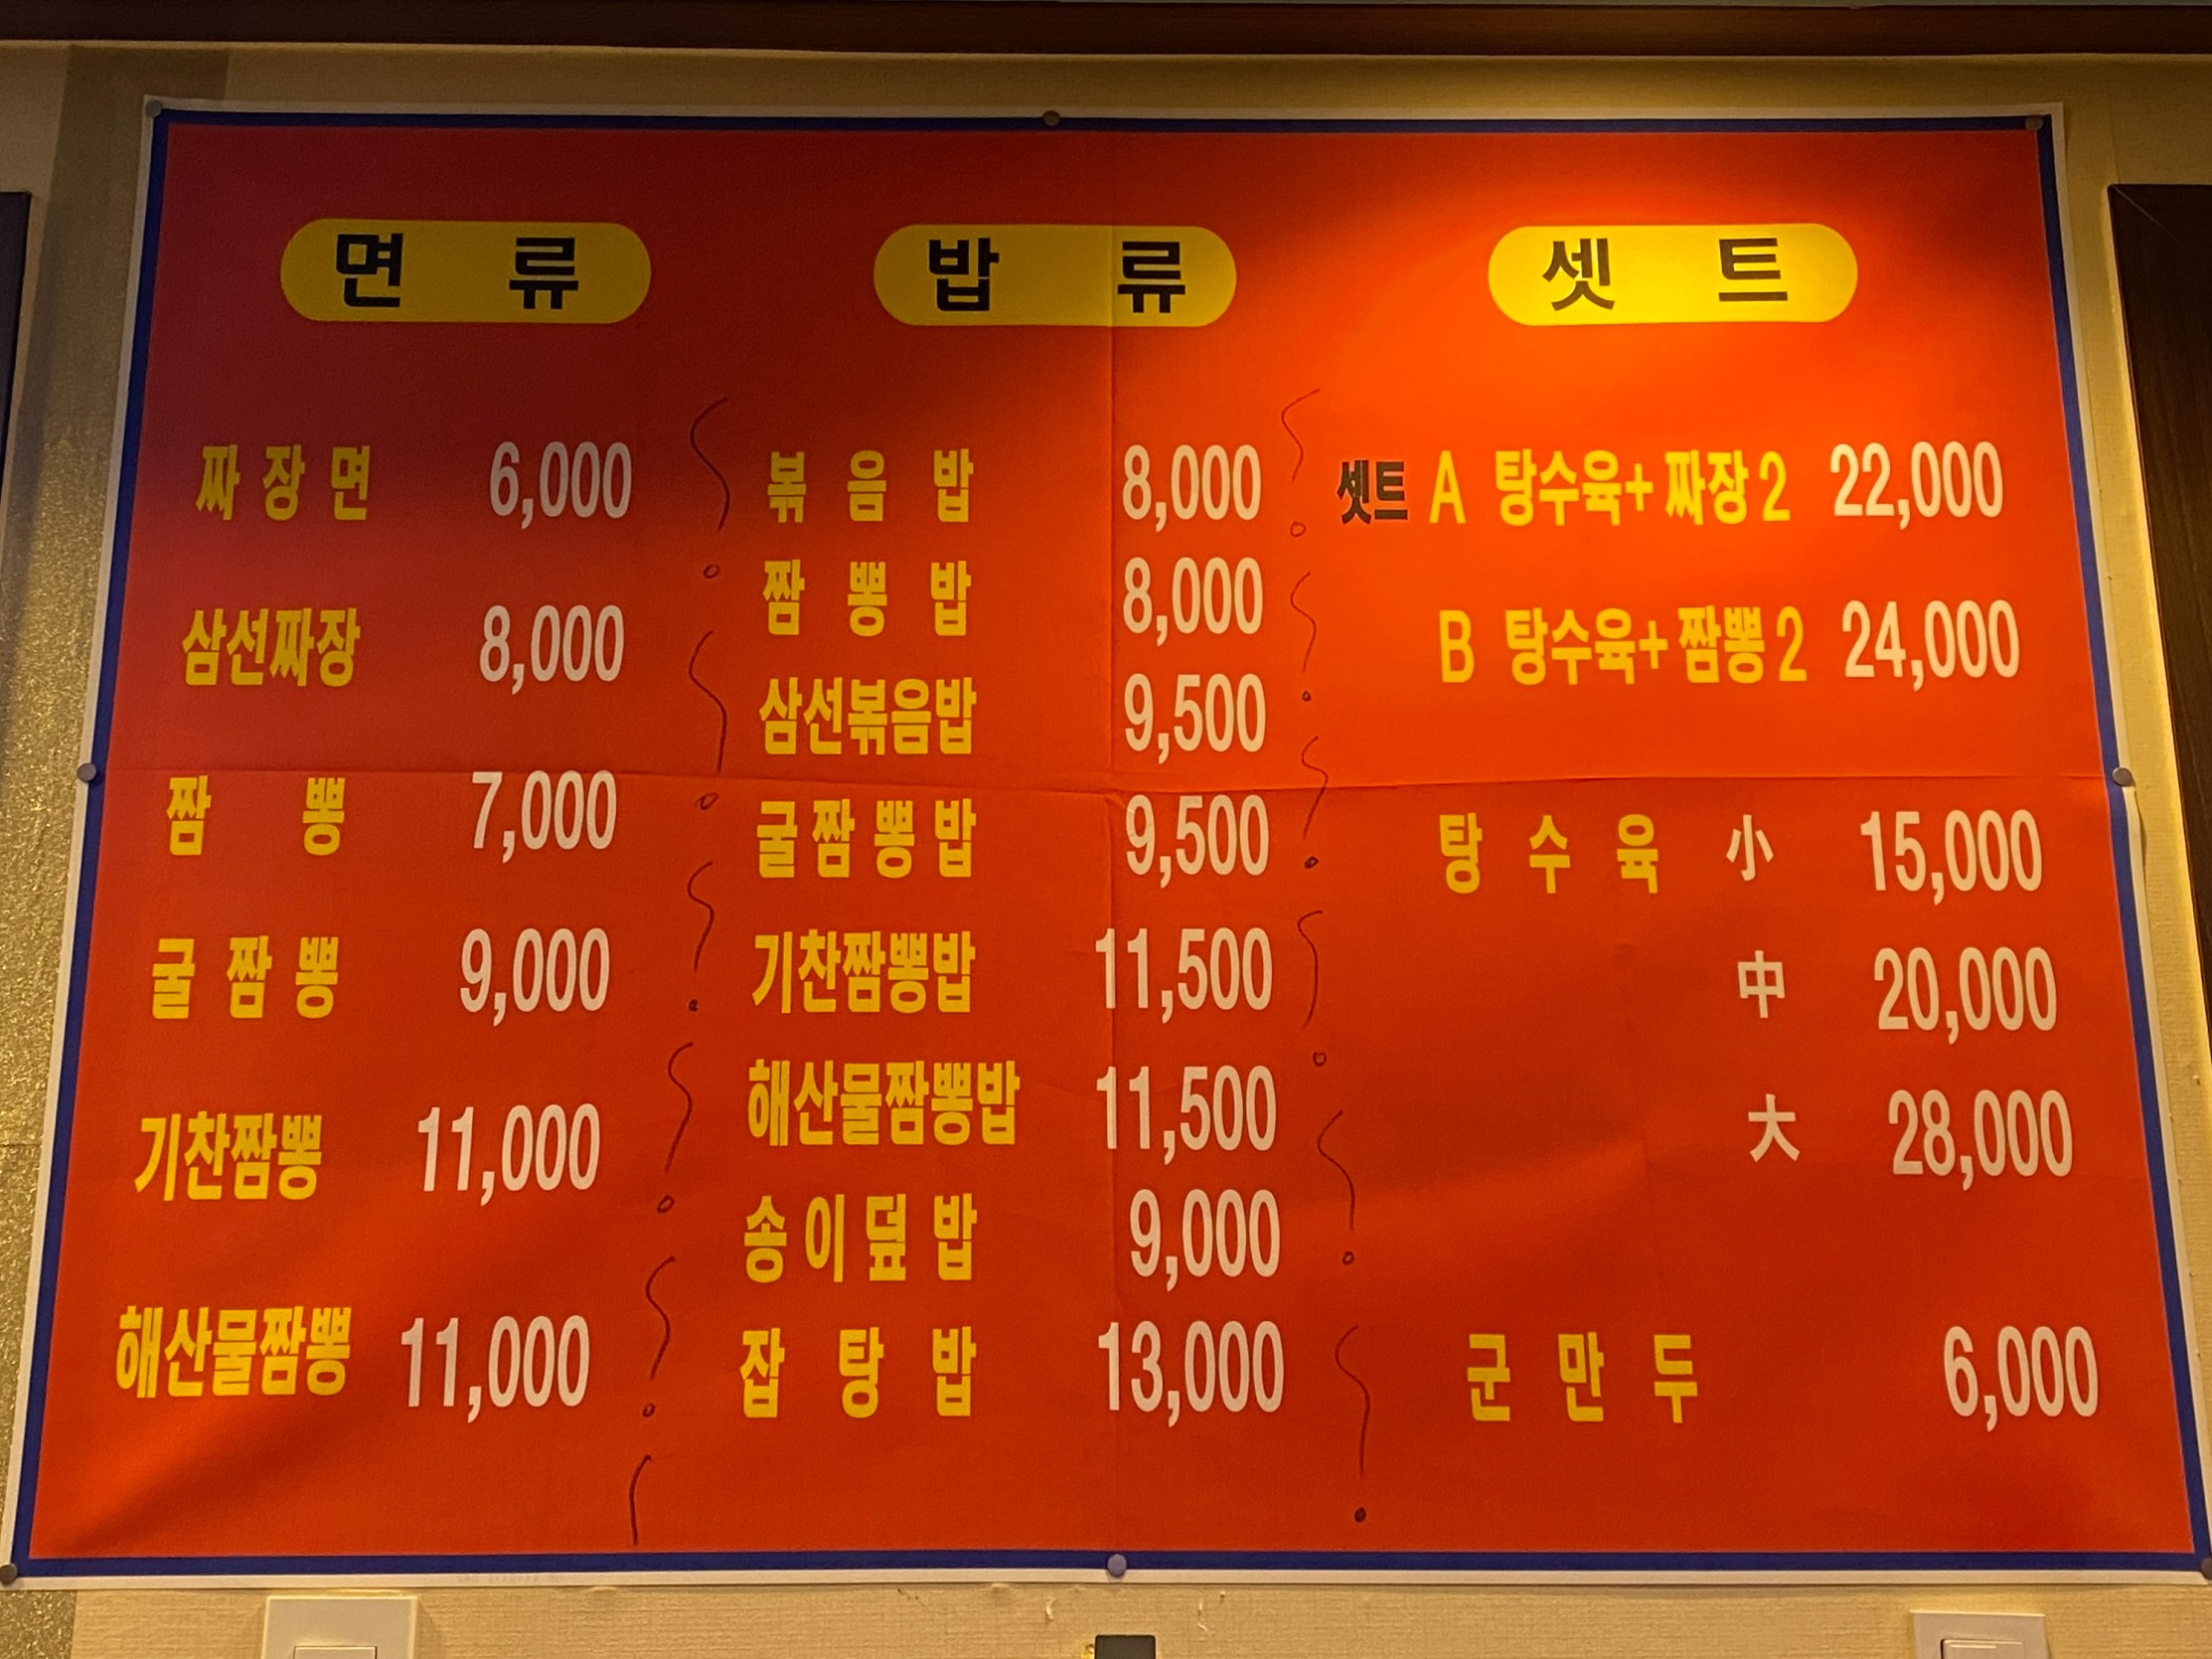 면 류
짜장면 6,000
삼선짜장 8,000
짬 뽕 7,000
굴짬뽕 9,000
기찬짬뽕 11,000
해산물짬뽕 11,000
밥 류
볶음밥 8,000
짬뽕밥 8,000
삼선볶음밥 9,500
굴짬뽕밥 9,500
기찬짬뽕밥 11,500
해산물짬뽕밥 11,500
송이덮밥 9,000
잡탕밥 13,000
셋 트
셋트 A 탕수육+짜장2 22,000
B 탕수육+짬뽕2 24,000
탕수육 小 15,000
中 20,000
大 28,000
군만두 6,000